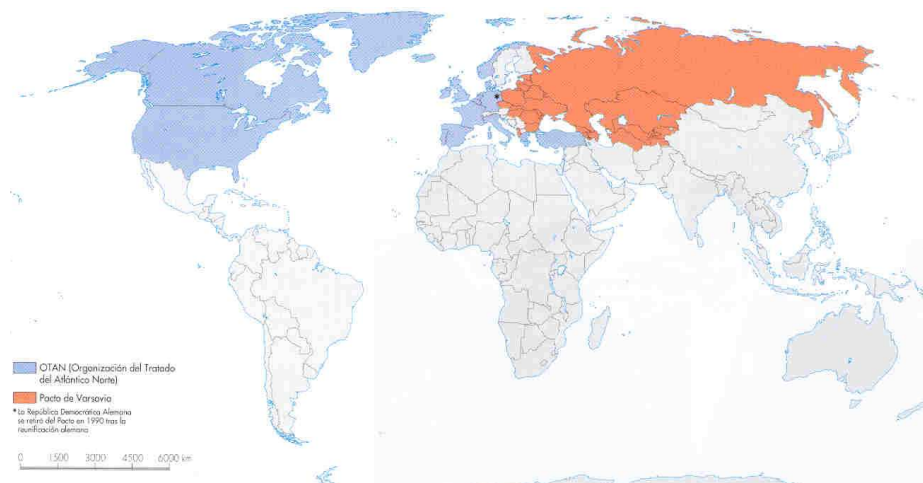 OTAN (Organización del Tratado
del Atlántico Norte)
Pacto de Varsovia
* La República Democrática Alemana
se retiró del Pacto en 1990 tras la
reunificación alemana
0 1500 3000 4500 6000 km